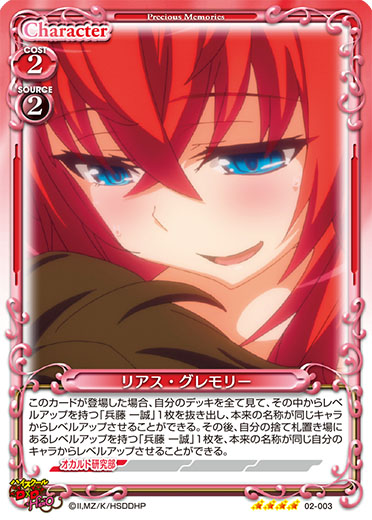 Precious Memories
Character
COST
2
SOURCE
2
リアス・グレモリー
このカードが登場した場合、自分のデッキを全て見て、その中からレベ
ルアップを持つ「兵藤 一誠」1枚を抜き出し、本来の名称が同じキャラ
からレベルアップさせることができる。その後、自分の捨て札置き場に
あるレベルアップを持つ「兵藤 一誠」1枚を、本来の名称が同じ自分の
キャラからレベルアップさせることができる。
オカルト研究部
ハイスクール
D×D
HERO
©II,MZ/K/HSDDHP
02-003